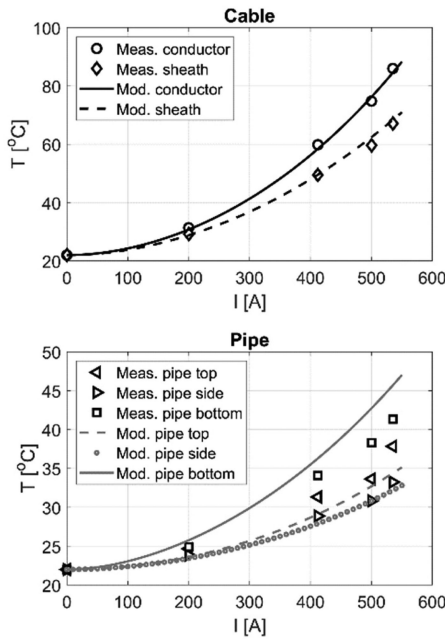 Cable
100
80
60
40
20
T [°C]
Meas. conductor
Meas. sheath
Mod. conductor
Mod. sheath
0 100 200 300 400 500 600
I [A]
Pipe
50
45
40
35
30
25
20
T [°C]
Meas. pipe top
Meas. pipe side
Meas. pipe bottom
Mod. pipe top
Mod. pipe side
Mod. pipe bottom
0 100 200 300 400 500 600
I [A]